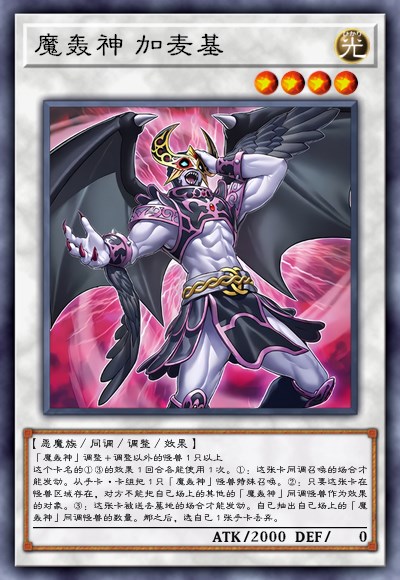 魔轰神 加麦基
ひかり
光
【恶魔族/同调/调整/效果】
「魔轰神」调整+调整以外的怪兽1只以上
这个卡名的①③的效果1回合各能使用1次。①:这张卡同调召唤的场合才
能发动。从手卡·卡组把1只「魔轰神」怪兽特殊召唤。②:只要这张卡在
怪兽区域存在,对方不能把自己场上的其他的「魔轰神」同调怪兽作为效果
的对象。③:这张卡被送去墓地的场合才能发动。自己抽出自己场上的「魔
轰神」同调怪兽的数量。那之后,选自己1张手卡丢弃。
ATK/2000 DEF/ 0